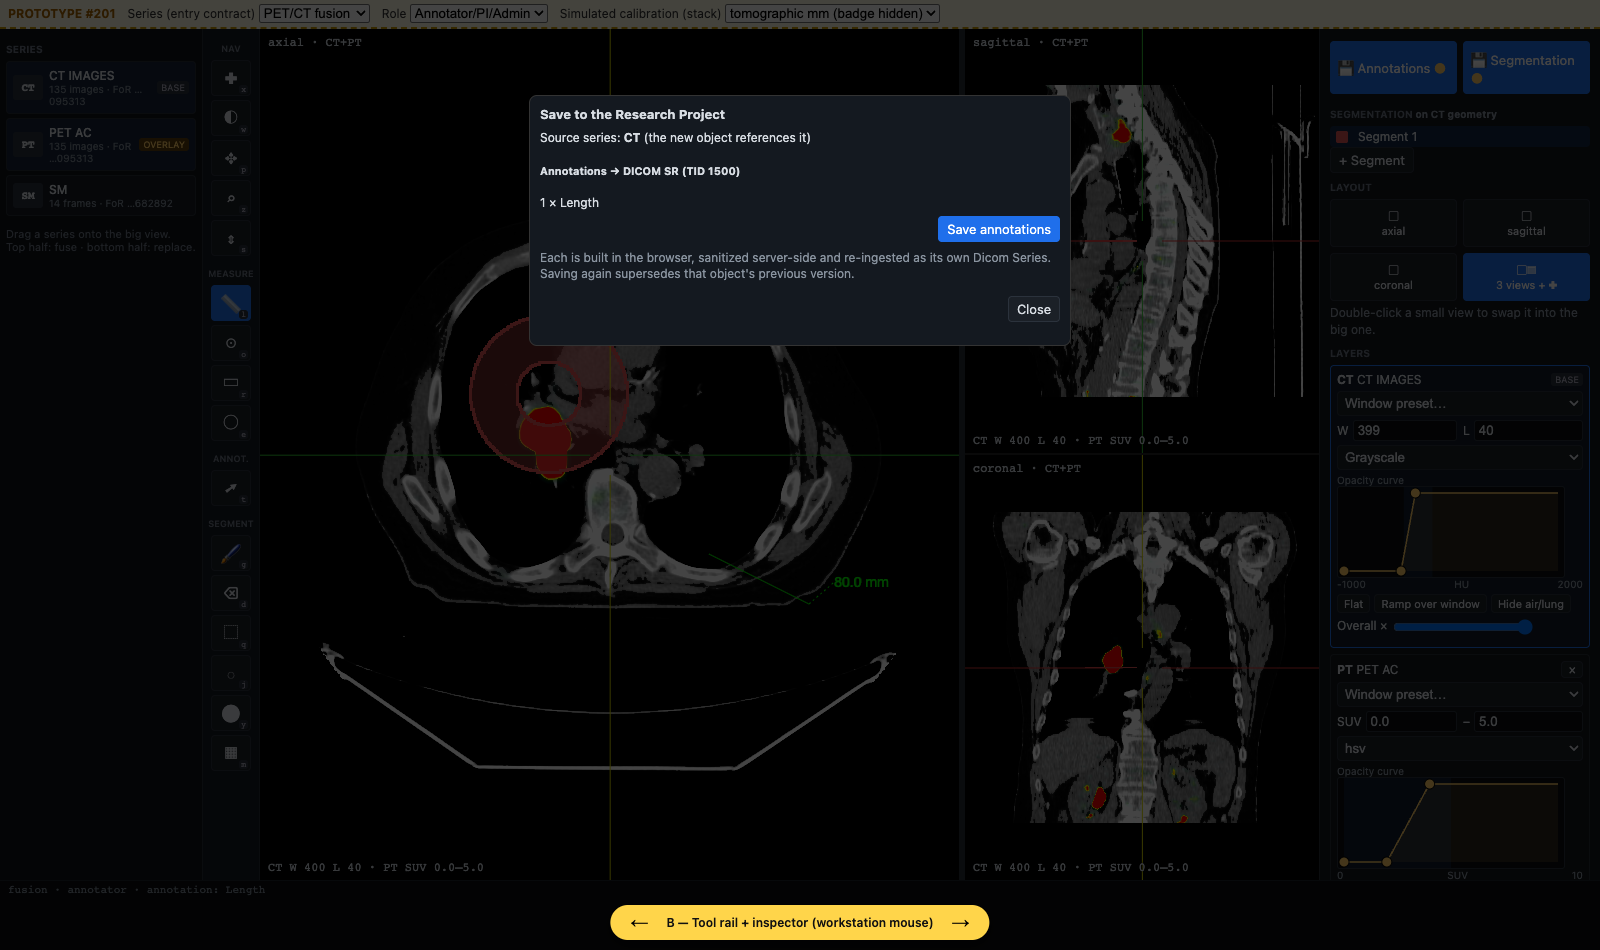 PROTOTYPE #201 Series (entry contract) PET/CT fusion Role Annotator/PI/Admin Simulated calibration (stack) tomographic mm (badge hidden)
SERIES
CT
CT IMAGES
135 images · FoR ...
095313
BASE
PT
PET AC
135 images · FoR
...095313
OVERLAY
SM
SM
14 frames · FoR ...682892
Drag a series onto the big view.
Top half: fuse · bottom half: replace.
NAV
MEASURE
ANNOT.
SEGMENT
axial · CT+PT
80.0 mm
CT W 400 L 40 · PT SUV 0.0–5.0
sagittal · CT+PT
CT W 400 L 40 · PT SUV 0.0–5.0
coronal · CT+PT
CT W 400 L 40 · PT SUV 0.0–5.0
Save to the Research Project
Source series: CT (the new object references it)
Annotations → DICOM SR (TID 1500)
1 × Length
Save annotations
Each is built in the browser, sanitized server-side and re-ingested as its own Dicom Series.
Saving again supersedes that object's previous version.
Close
Annotations
Segmentation
SEGMENTATION on CT geometry
Segment 1
+ Segment
LAYOUT
axial
sagittal
coronal
3 views +
Double-click a small view to swap it into the
big one.
LAYERS
CT CT IMAGES BASE
Window preset...
W 399 L 40
Grayscale
Opacity curve
-1000 HU 2000
Flat Ramp over window Hide air/lung
Overall ×
PT PET AC ×
Window preset...
SUV 0.0 – 5.0
hsv
Opacity curve
0 SUV 10
fusion · annotator · annotation: Length
← B — Tool rail + inspector (workstation mouse) →